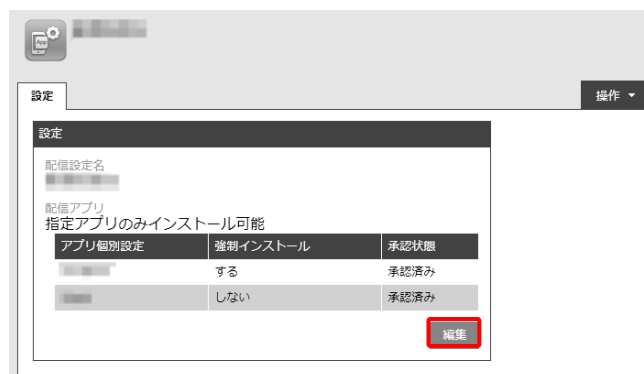 App
設定
操作
設定
配信設定名
配信アプリ
指定アプリのみインストール可能
アプリ個別設定 強制インストール 承認状態
する 承認済み
しない 承認済み
編集